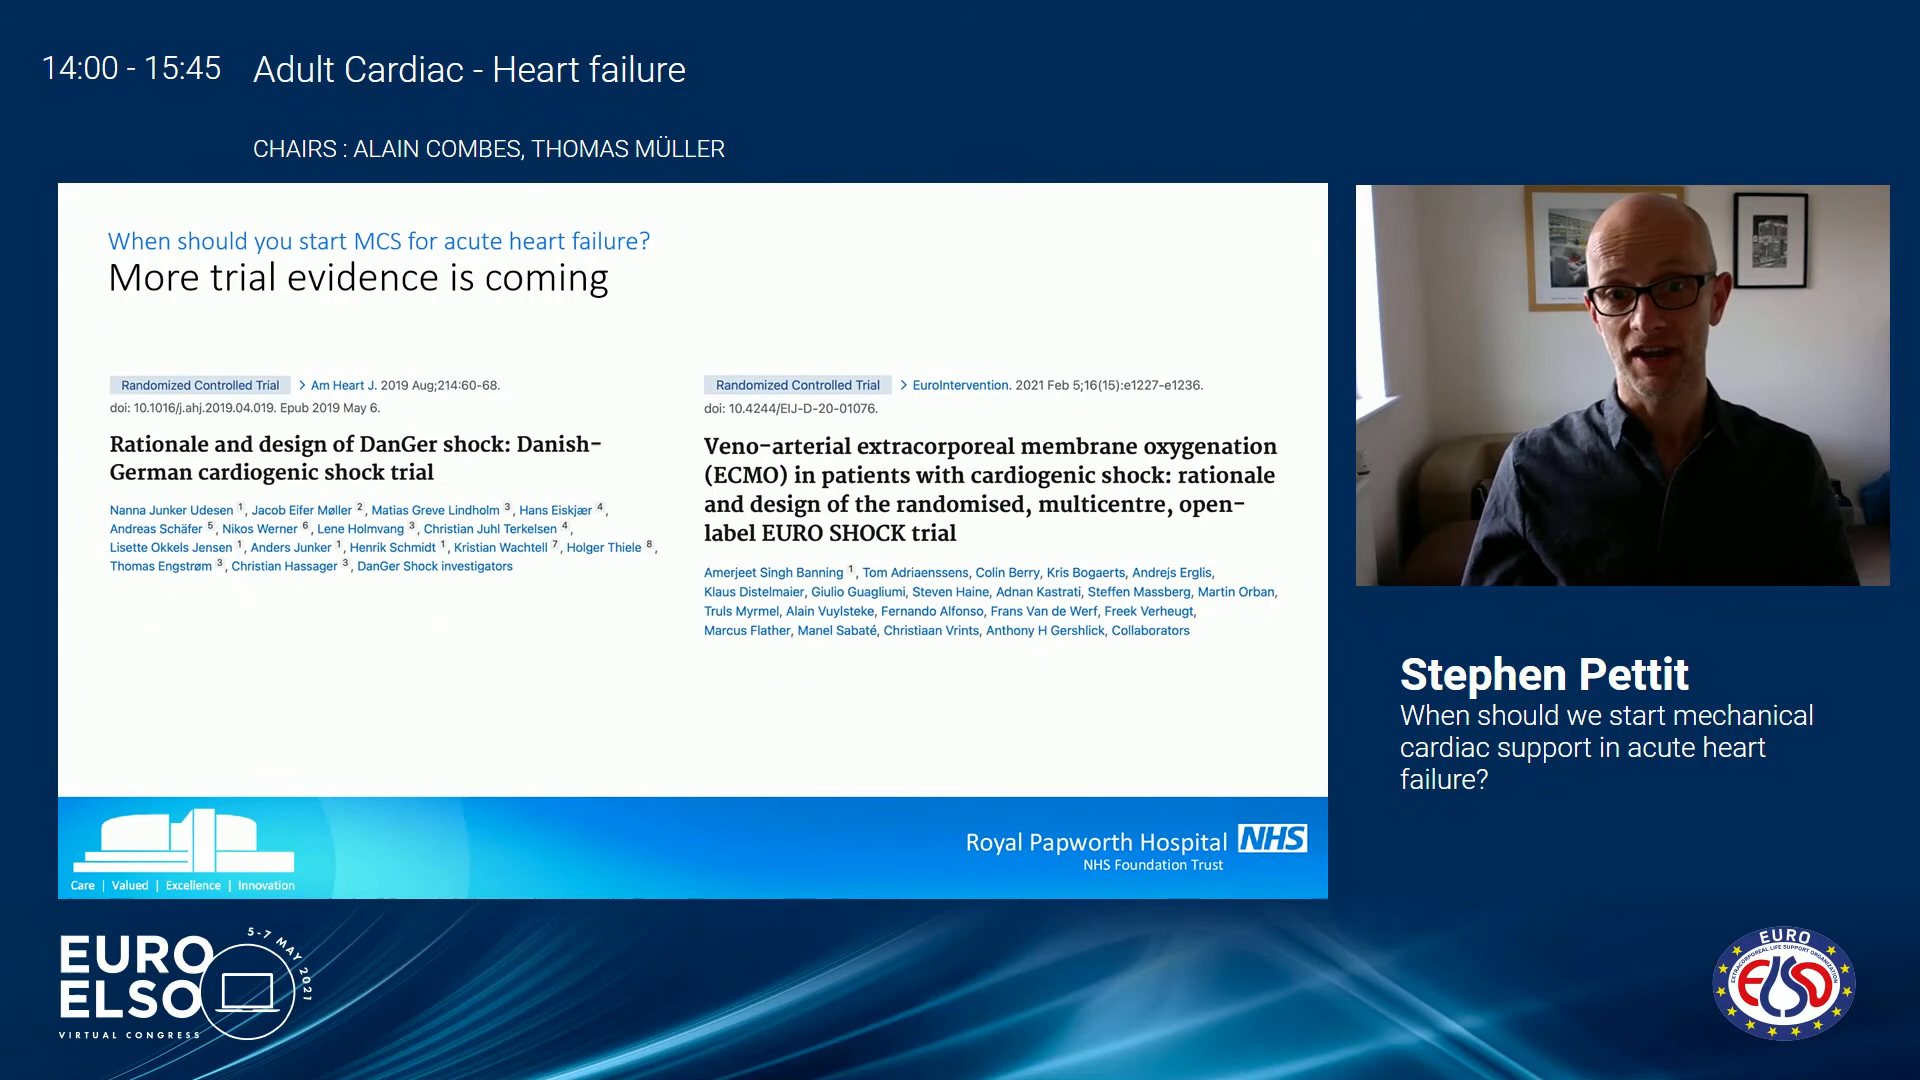 14:00 - 15:45 Adult Cardiac - Heart failure
CHAIRS : ALAIN COMBES, THOMAS MÜLLER
When should you start MCS for acute heart failure?
More trial evidence is coming
Randomized Controlled Trial > Am Heart J. 2019 Aug;214:60-68.
doi: 10.1016/j.ahj.2019.04.019. Epub 2019 May 6.
Rationale and design of DanGer shock: Danish-
German cardiogenic shock trial
Nanna Junker Udesen 1, Jacob Eifer Møller 2, Matias Greve Lindholm 3, Hans Eiskjær 4,
Andreas Schäfer 5, Nikos Werner 6, Lene Holmvang 3, Christian Juhl Terkelsen 4,
Lisette Okkels Jensen 1, Anders Junker 1, Henrik Schmidt 1, Kristian Wachtell 7, Holger Thiele 8,
Thomas Engstrøm 3, Christian Hassager 3, DanGer Shock investigators
Randomized Controlled Trial > EuroIntervention. 2021 Feb 5;16(15):e1227-e1236.
doi: 10.4244/EIJ-D-20-01076.
Veno-arterial extracorporeal membrane oxygenation
(ECMO) in patients with cardiogenic shock: rationale
and design of the randomised, multicentre, open-
label EURO SHOCK trial
Amerjeet Singh Banning 1, Tom Adriaenssens, Colin Berry, Kris Bogaerts, Andrejs Erglis,
Klaus Distelmaier, Giulio Guagliumi, Steven Haine, Adnan Kastrati, Steffen Massberg, Martin Orban,
Truls Myrmel, Alain Vuylsteke, Fernando Alfonso, Frans Van de Werf, Freek Verheugt,
Marcus Flather, Manel Sabaté, Christiaan Vrints, Anthony H Gershlick, Collaborators
Care | Valued | Excellence | Innovation
Royal Papworth Hospital NHS
NHS Foundation Trust
Stephen Pettit
When should we start mechanical
cardiac support in acute heart
failure?
EURO
ELSO
VIRTUAL CONGRESS
5-7 MAY 2021
EURO
EXTRACORPOREAL LIFE SUPPORT ORGANIZATION
ELSO